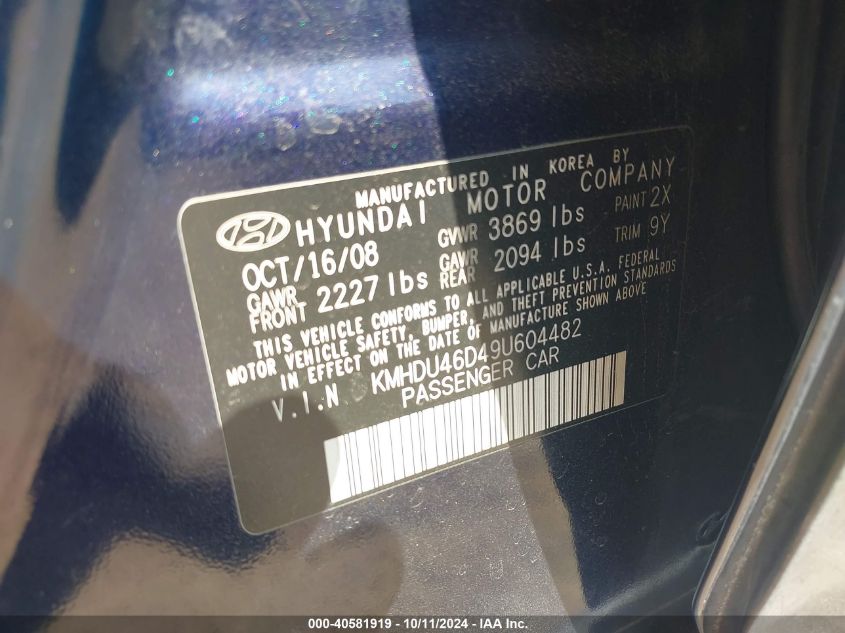 MANUFACTURED IN KOREA BY
HYUNDAI MOTOR COMPANY
OCT/16/08 GVWR 3869 lbs PAINT 2X
GAWR FRONT 2227 lbs GAWR REAR 2094 lbs TRIM 9Y
THIS VEHICLE CONFORMS TO ALL APPLICABLE U.S.A. FEDERAL
MOTOR VEHICLE SAFETY, BUMPER, AND THEFT PREVENTION STANDARDS
IN EFFECT ON THE DATE OF MANUFACTURE SHOWN ABOVE
V.I.N KMHDU46D49U604482
PASSENGER CAR
000-40581919 - 10/11/2024 - IAA Inc.